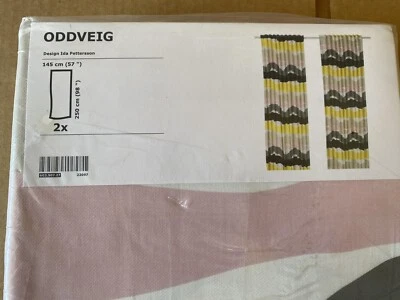 ODDVEIG
Design Ida Pettersson
145 cm (57 ")
250 cm (98 ")
2x